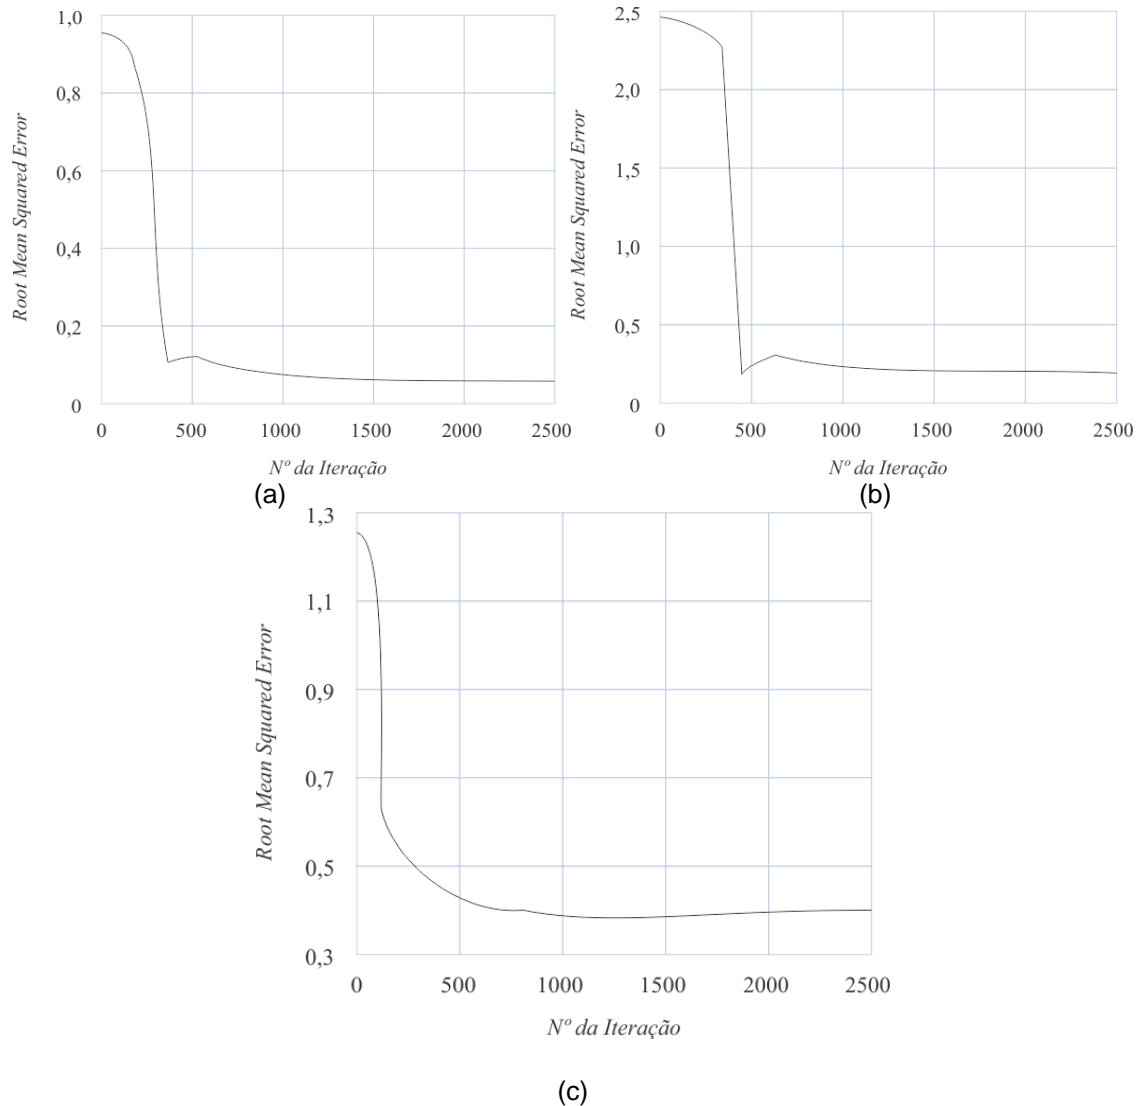 1,0
0,8
0,6
0,4
0,2
0
Root Mean Squared Error
0 500 1000 1500 2000 2500
Nº da Iteração
(a)
2,5
2,0
1,5
1,0
0,5
0
Root Mean Squared Error
0 500 1000 1500 2000 2500
Nº da Iteração
(b)
1,3
1,1
0,9
0,7
0,5
0,3
Root Mean Squared Error
0 500 1000 1500 2000 2500
Nº da Iteração
(c)